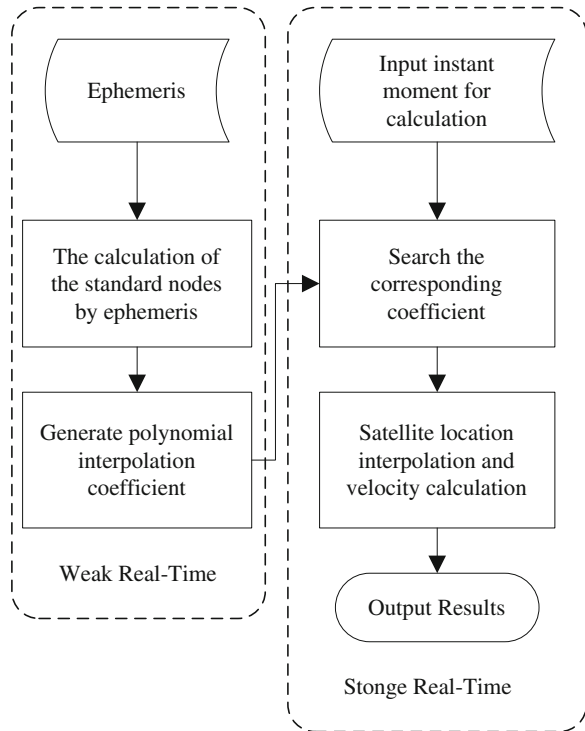 Ephemeris
The calculation of
the standard nodes
by ephemeris
Generate polynomial
interpolation
coefficient
Weak Real-Time
Input instant
moment for
calculation
Search the
corresponding
coefficient
Satellite location
interpolation and
velocity calculation
Output Results
Stonge Real-Time